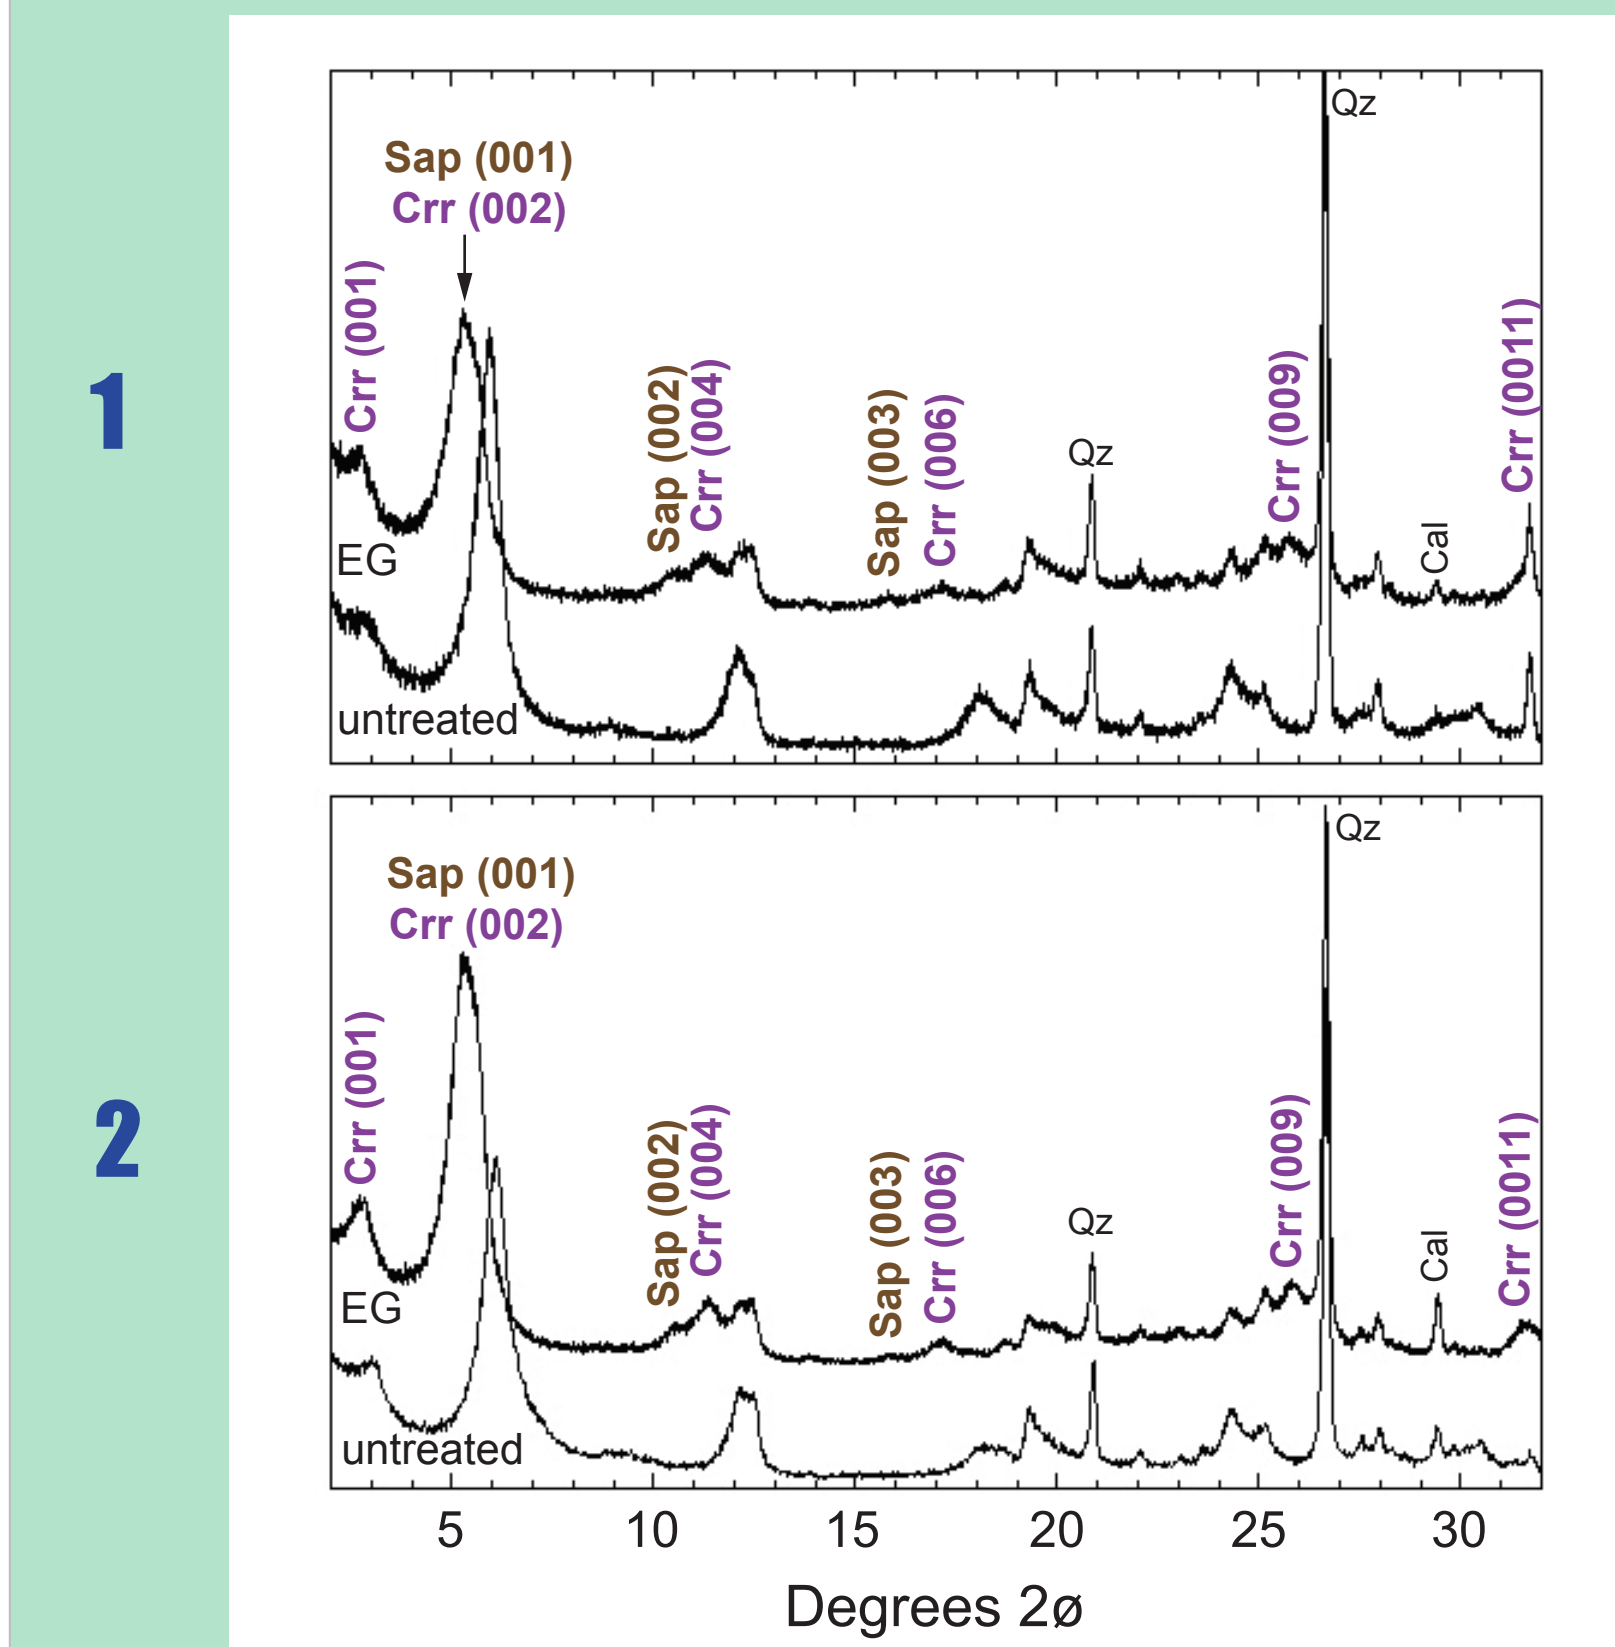 1
Sap (001)
Crr (002)
Crr (001)
Sap (002)
Crr (004)
Sap (003)
Crr (006)
Qz
Crr (009)
Qz
Cal
Crr (0011)
EG
untreated
2
Sap (001)
Crr (002)
Crr (001)
Sap (002)
Crr (004)
Sap (003)
Crr (006)
Qz
Crr (009)
Qz
Cal
Crr (0011)
EG
untreated
5 10 15 20 25 30
Degrees 2ø